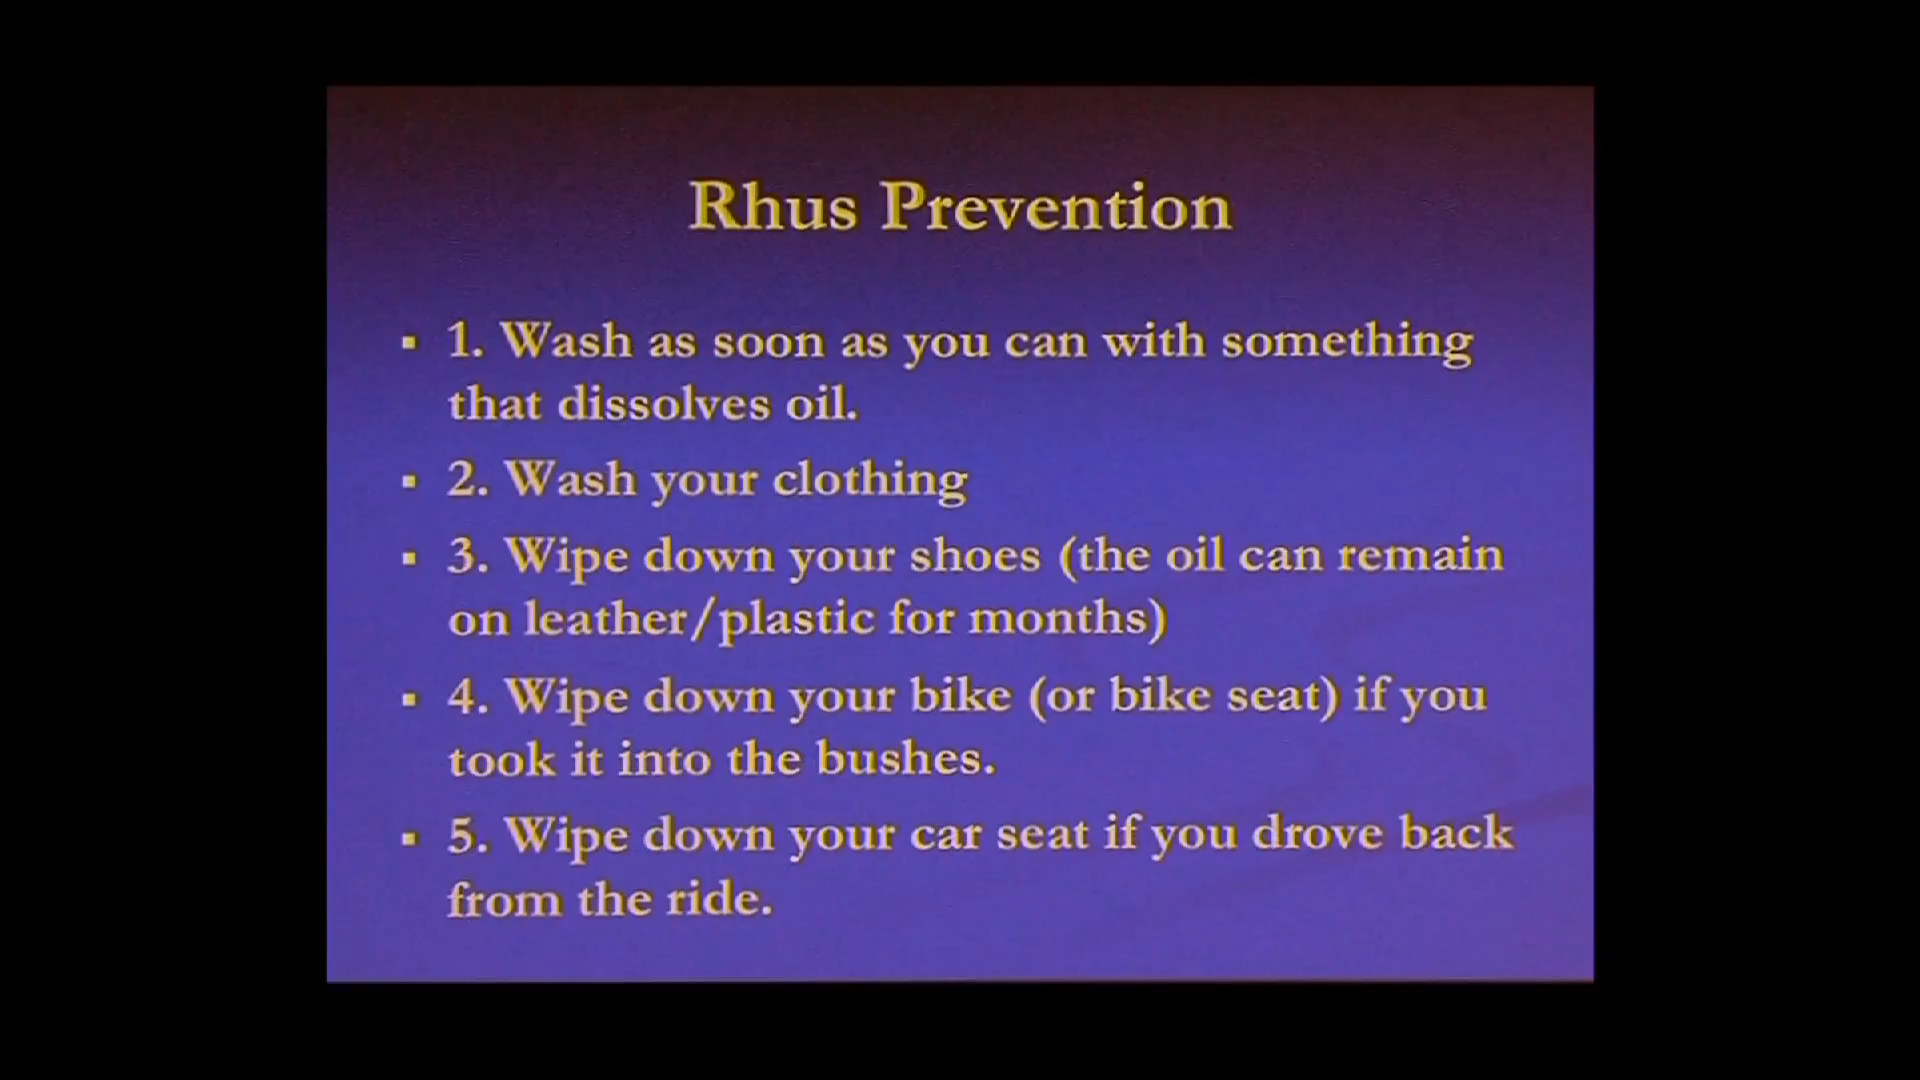 Rhus Prevention
▪ 1. Wash as soon as you can with something
that dissolves oil.
▪ 2. Wash your clothing
▪ 3. Wipe down your shoes (the oil can remain
on leather/plastic for months)
▪ 4. Wipe down your bike (or bike seat) if you
took it into the bushes.
▪ 5. Wipe down your car seat if you drove back
from the ride.